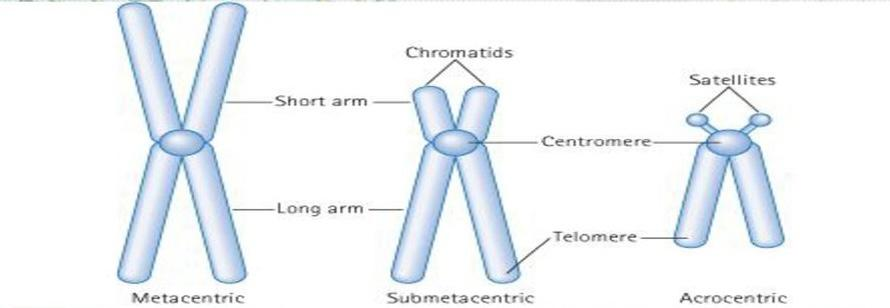 Chromatids
Satellites
Short arm
Centromere
Long arm
Telomere
Metacentric
Submetacentric
Acrocentric